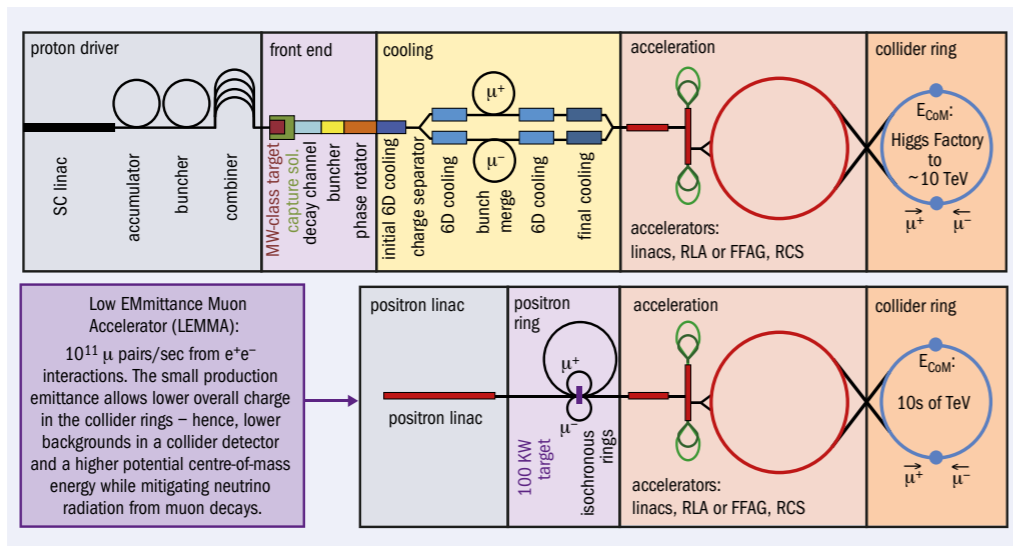 proton driver
SC linac
accumulator
buncher
combiner
front end
MW-class target
capture sol.
decay channel
buncher
phase rotator
cooling
μ+
μ−
initial 6D cooling
charge separator
6D cooling
bunch
merge
6D cooling
final cooling
acceleration
accelerators:
linacs, RLA or FFAG, RCS
collider ring
E_CoM:
Higgs Factory
to
~10 TeV
μ+ μ−
Low EMmittance Muon
Accelerator (LEMMA):
10¹¹ μ pairs/sec from e⁺e⁻
interactions. The small production
emittance allows lower overall charge
in the collider rings – hence, lower
backgrounds in a collider detector
and a higher potential centre-of-mass
energy while mitigating neutrino
radiation from muon decays.
positron linac
positron linac
positron
ring
μ+
μ−
100 KW
target
isochronous
rings
acceleration
accelerators:
linacs, RLA or FFAG, RCS
collider ring
E_CoM:
10s of TeV
μ+ μ−